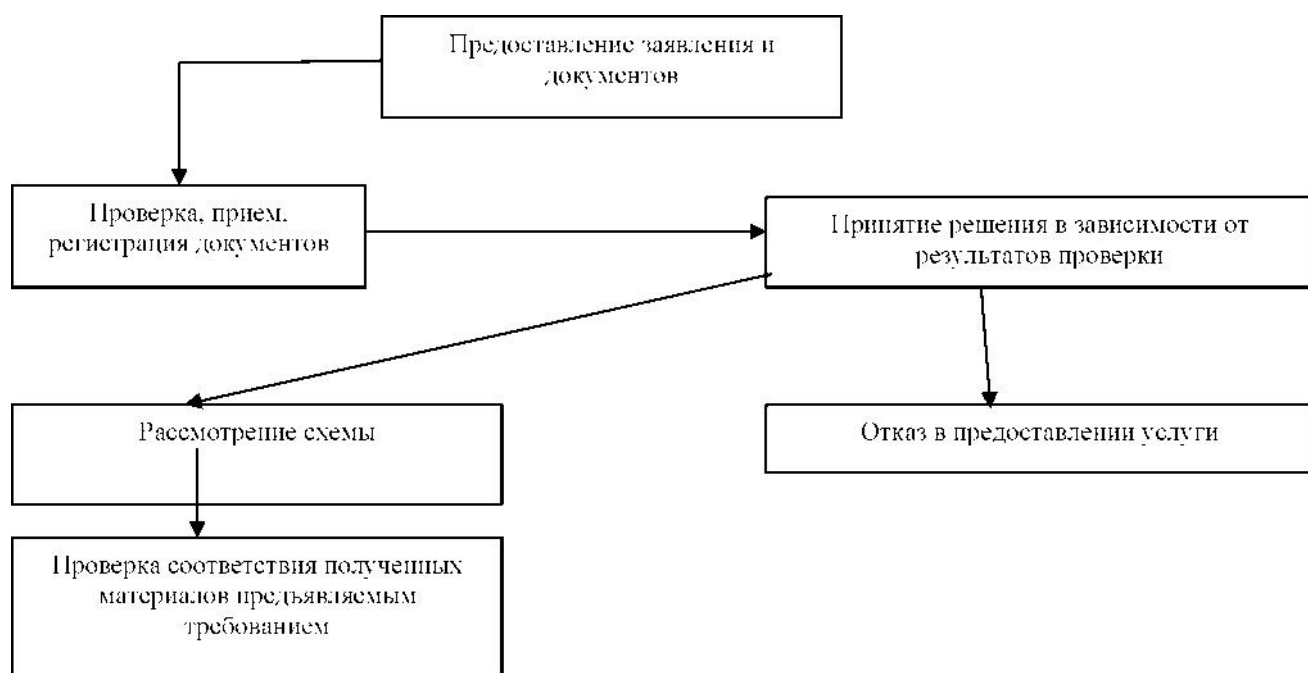 Предоставление заявления и
документов
Проверка, прием,
регистрация документов
Принятие решения в зависимости от
результатов проверки
Рассмотрение схемы
Отказ в предоставлении услуги
Проверка соответствия полученных
материалов предъявляемым
требованием